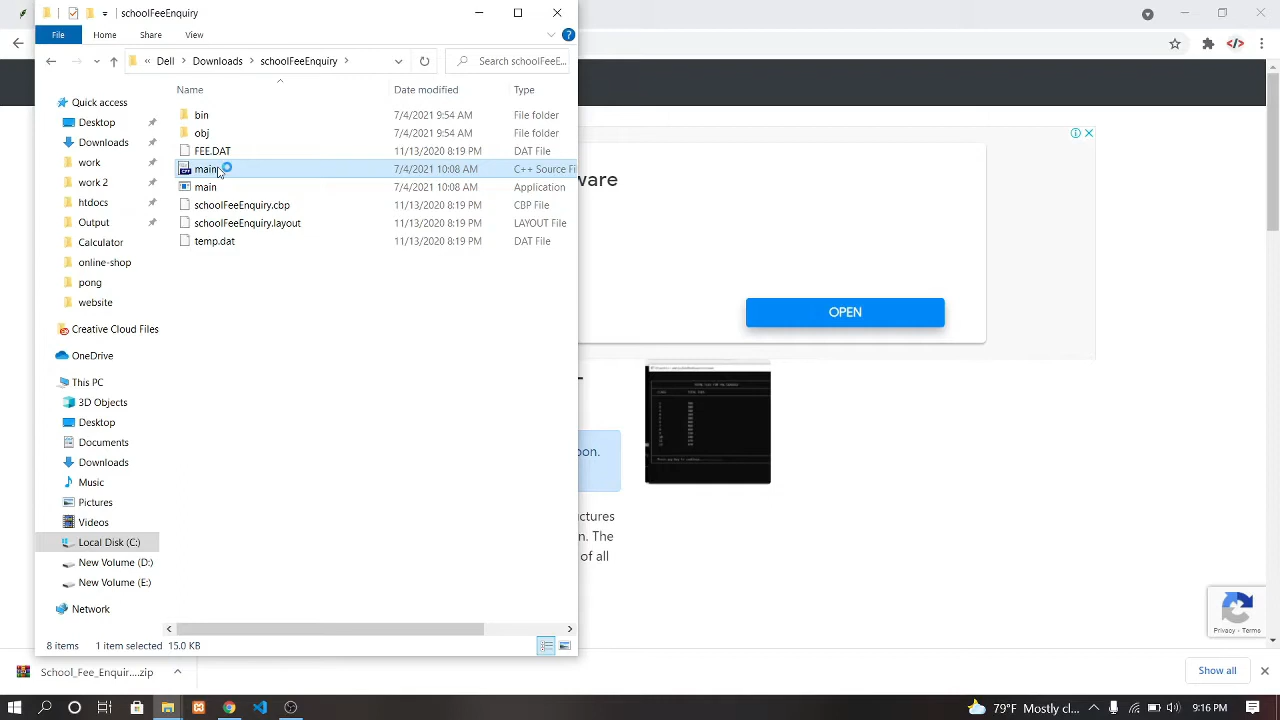 schoolFeeEnquiry
File
Home
Share
View
«
Dell
Downloads
schoolFeeEnquiry
Search schoolFeeE...
Name
Date modified
Type
Quick access
Desktop
Downloads
work
work 2
htdocs
Output
Calculator
online-shop
pong
website
Creative Cloud Files
OneDrive
This PC
3D Objects
Desktop
Documents
Downloads
Music
Pictures
Videos
Local Disk (C:)
New Volume (D:)
New Volume (E:)
Network
bin 7/4/2021 9:54 AM File folder
obj 7/4/2021 9:54 AM File folder
FEE.DAT 11/13/2020 8:19 PM DAT File
main 7/4/2021 10:08 AM C++ Source Fi
main 7/4/2021 10:08 AM Application
schoolFeeEnquiry.cbp 11/13/2020 8:19 PM CBP File
schoolFeeEnquiry.layout 11/13/2020 8:19 PM LAYOUT File
temp.dat 11/13/2020 8:19 PM DAT File
8 items 1 item selected 15.0 KB
ware
OPEN
oon.
uctures
n. The
of all
Privacy - Terms
School_Fee_Enquir....zip
Show all
79°F Mostly cl...
9:16 PM